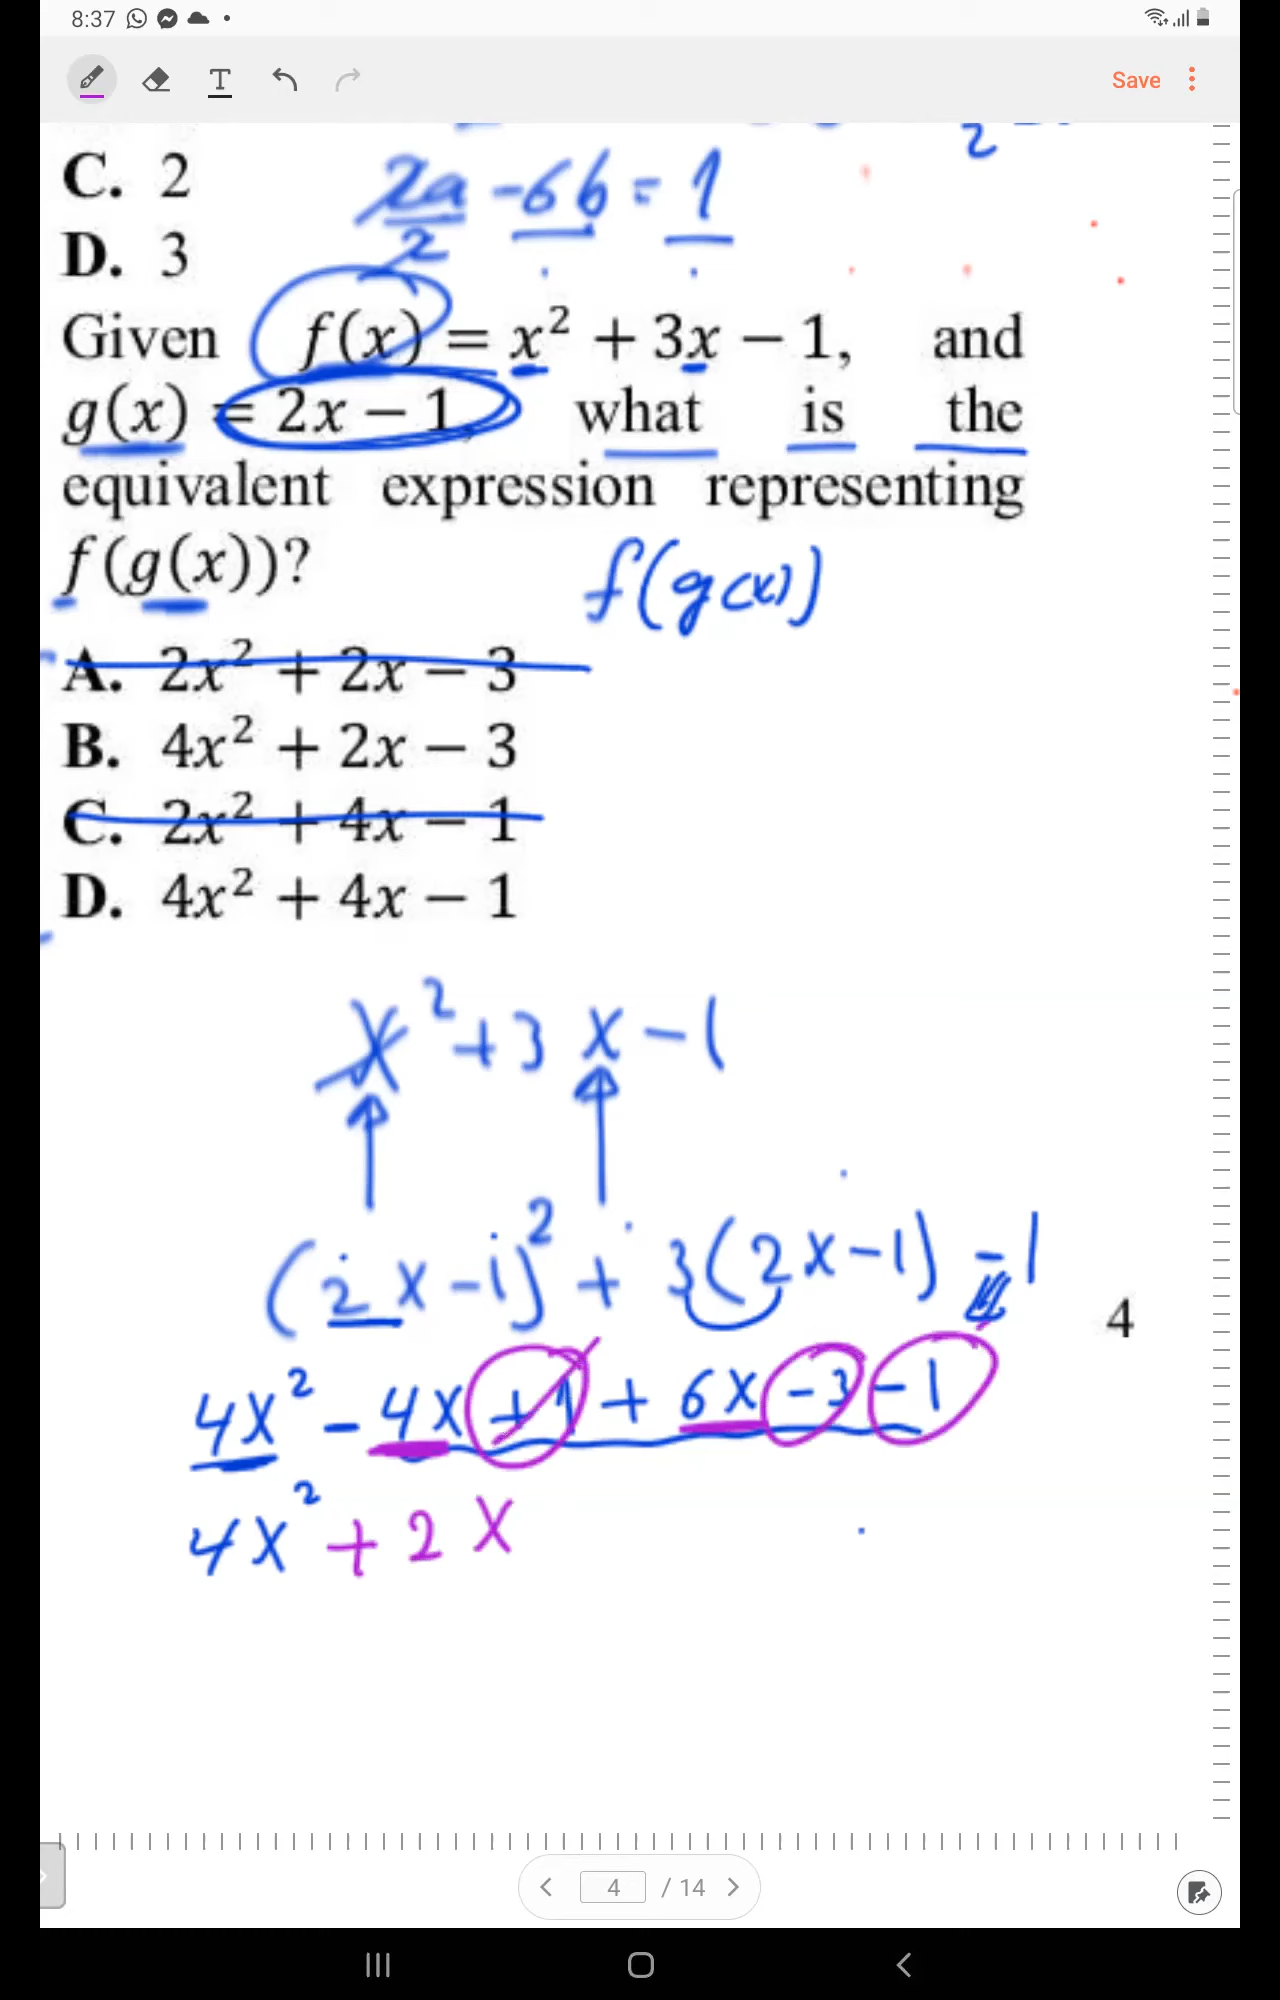 8:37
T Save
2
C. 2 2a - 6b = 1
D. 3 2
Given f(x) = x² + 3x − 1, and
g(x) = 2x − 1, what is the
equivalent expression representing
f(g(x))? f(g(x))
A. 2x² + 2x − 3
B. 4x² + 2x − 3
C. 2x² + 4x − 1
D. 4x² + 4x − 1
x² + 3x - 1
(2x - 1)² + 3(2x - 1) - 1
4
4x² - 4x + 1 + 6x - 3 - 1
4x² + 2x
4 / 14